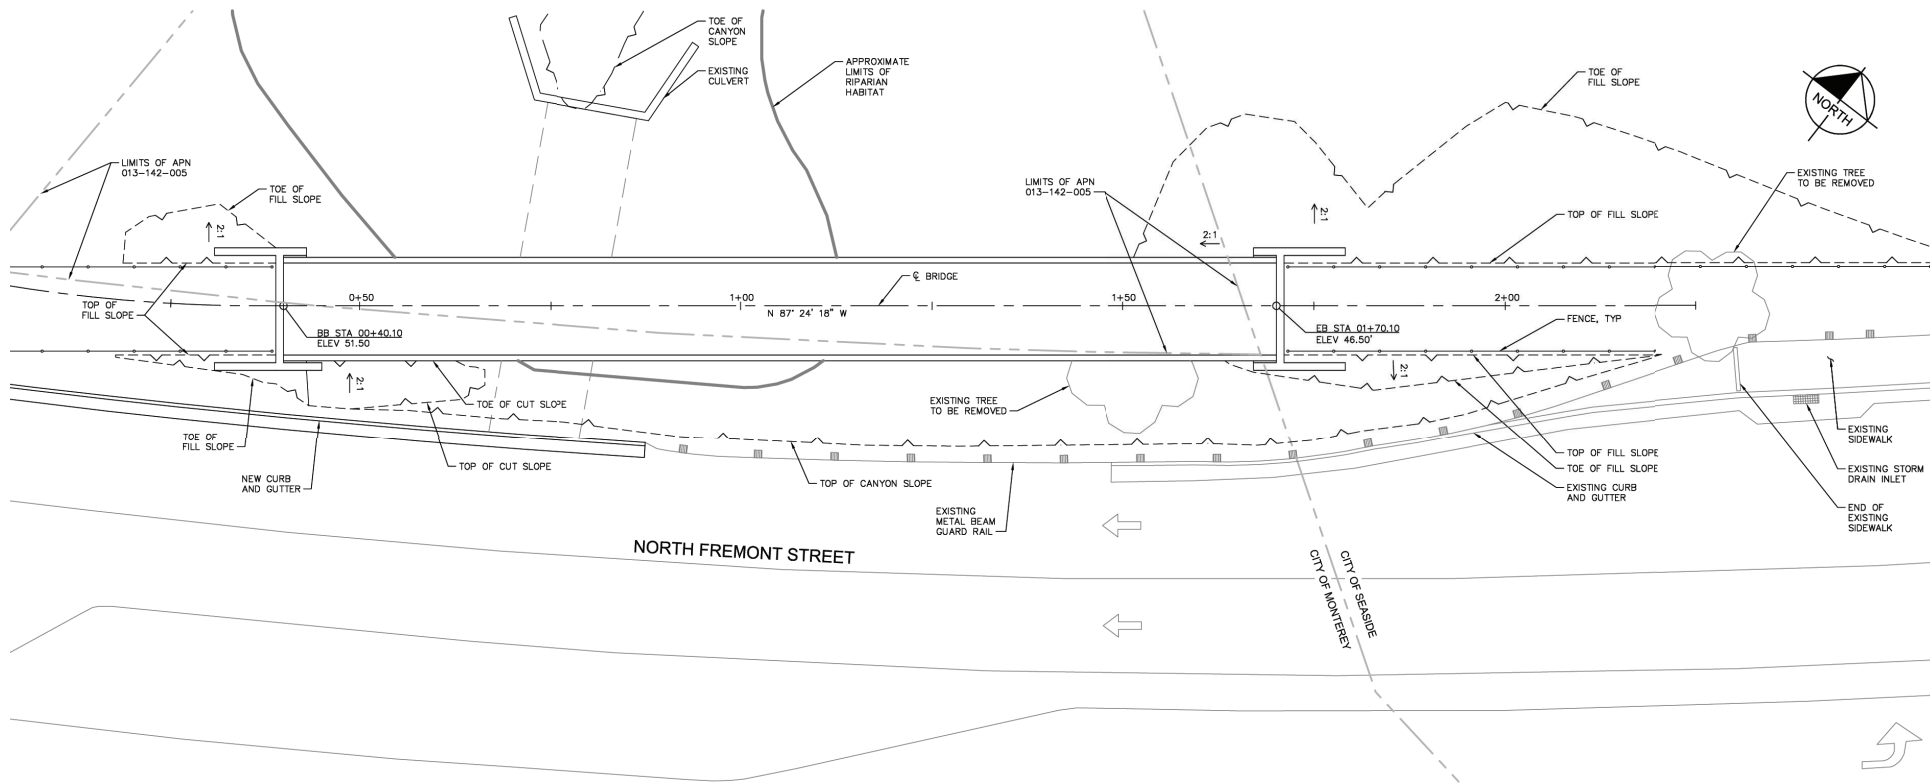 TOE OF
CANYON
SLOPE
EXISTING
CULVERT
APPROXIMATE
LIMITS OF
RIPARIAN
HABITAT
TOE OF
FILL SLOPE
NORTH
LIMITS OF APN
013-142-005
TOE OF
FILL SLOPE
2:1
LIMITS OF APN
013-142-005
2:1
2:1
EXISTING TREE
TO BE REMOVED
TOP OF FILL SLOPE
℄ BRIDGE
TOP OF
FILL SLOPE
0+50
1+00
1+50
2+00
N 87° 24' 18" W
BB STA 00+40.10
ELEV 51.50
EB STA 01+70.10
ELEV 46.50'
FENCE, TYP
2:1
2:1
TOE OF CUT SLOPE
EXISTING TREE
TO BE REMOVED
TOE OF
FILL SLOPE
TOP OF CUT SLOPE
NEW CURB
AND GUTTER
TOP OF CANYON SLOPE
EXISTING
METAL BEAM
GUARD RAIL
TOP OF FILL SLOPE
TOE OF FILL SLOPE
EXISTING CURB
AND GUTTER
EXISTING
SIDEWALK
EXISTING STORM
DRAIN INLET
END OF
EXISTING
SIDEWALK
NORTH FREMONT STREET
CITY OF SEASIDE
CITY OF MONTEREY